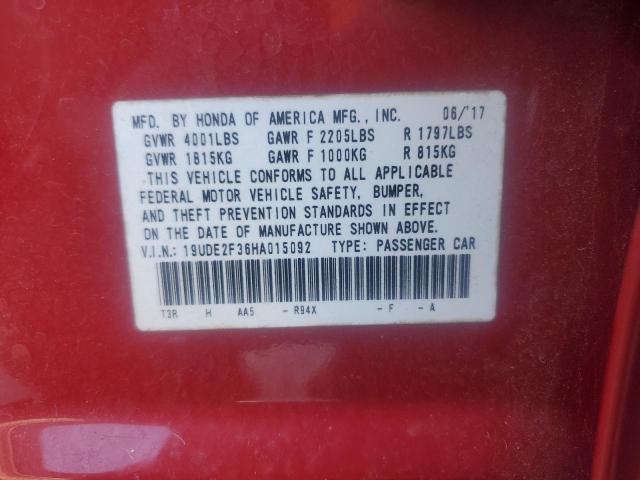 MFD. BY HONDA OF AMERICA MFG., INC. 06/'17
GVWR 4001LBS GAWR F 2205LBS R 1797LBS
GVWR 1815KG GAWR F 1000KG R 815KG
THIS VEHICLE CONFORMS TO ALL APPLICABLE
FEDERAL MOTOR VEHICLE SAFETY, BUMPER,
AND THEFT PREVENTION STANDARDS IN EFFECT
ON THE DATE OF MANUFACTURE SHOWN ABOVE.
V.I.N.: 19UDE2F36HA015092 TYPE: PASSENGER CAR
T3R H AA5 - R94X - F - A